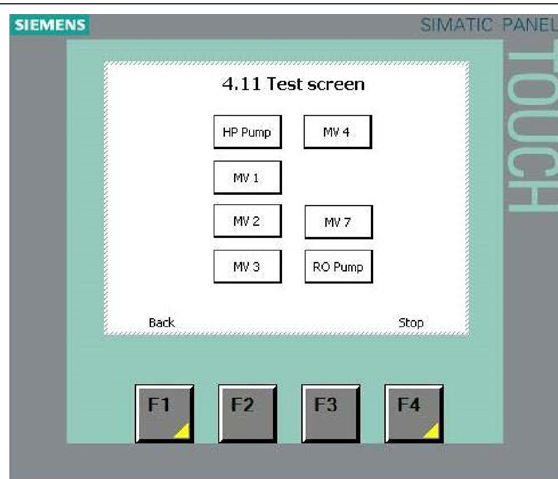 SIEMENS SIMATIC PANEL
TOUCH
4.11 Test screen
HP Pump MV 4
MV 1
MV 2 MV 7
MV 3 RO Pump
Back Stop
F1 F2 F3 F4